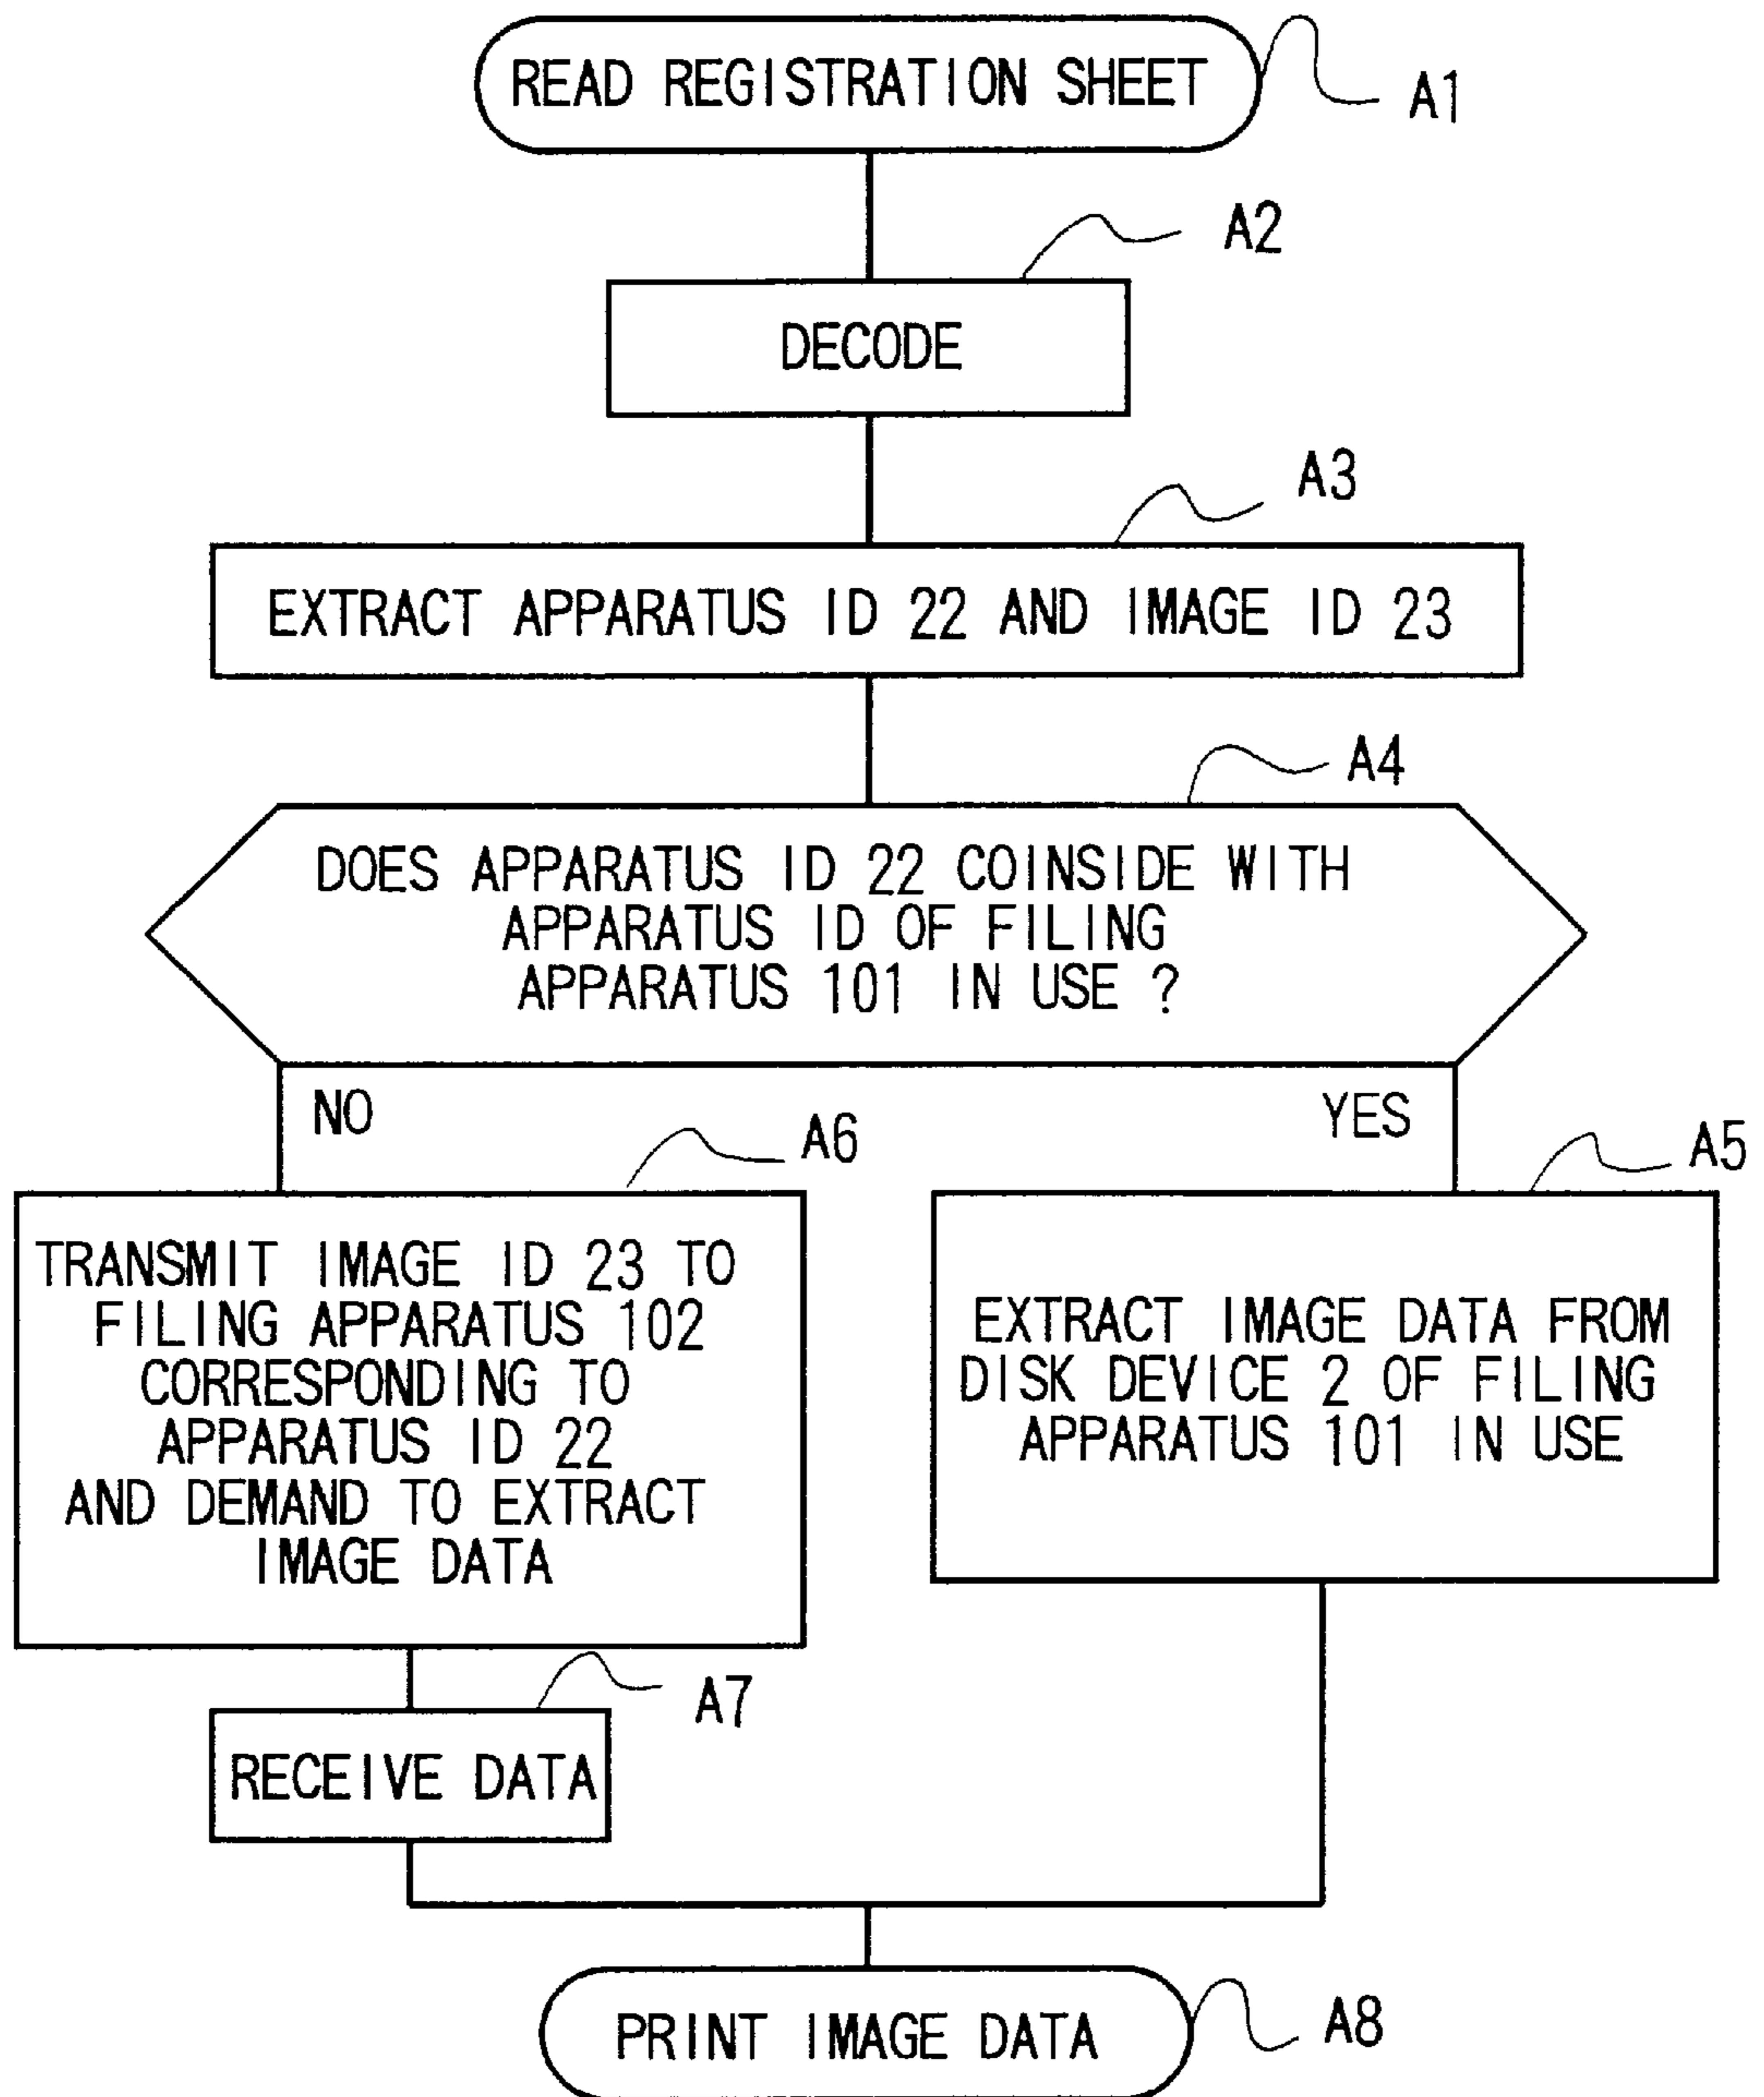 READ REGISTRATION SHEET
A1
A2
DECODE
A3
EXTRACT APPARATUS ID 22 AND IMAGE ID 23
A4
DOES APPARATUS ID 22 COINSIDE WITH
APPARATUS ID OF FILING
APPARATUS 101 IN USE ?
NO
YES
A6
A5
TRANSMIT IMAGE ID 23 TO
FILING APPARATUS 102
CORRESPONDING TO
APPARATUS ID 22
AND DEMAND TO EXTRACT
IMAGE DATA
EXTRACT IMAGE DATA FROM
DISK DEVICE 2 OF FILING
APPARATUS 101 IN USE
A7
RECEIVE DATA
PRINT IMAGE DATA
A8